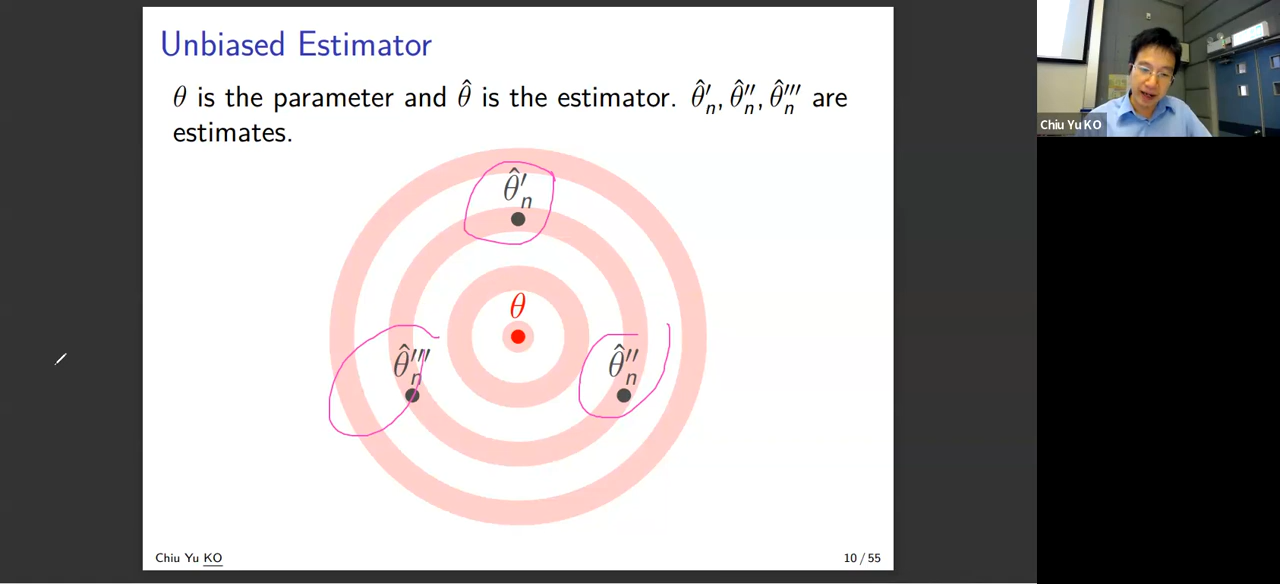 Unbiased Estimator
θ is the parameter and θ̂ is the estimator. θ̂′ₙ, θ̂″ₙ, θ̂‴ₙ are
estimates.
θ̂′ₙ
θ
θ̂‴ₙ
θ̂″ₙ
Chiu Yu KO
10 / 55
Chiu Yu KO